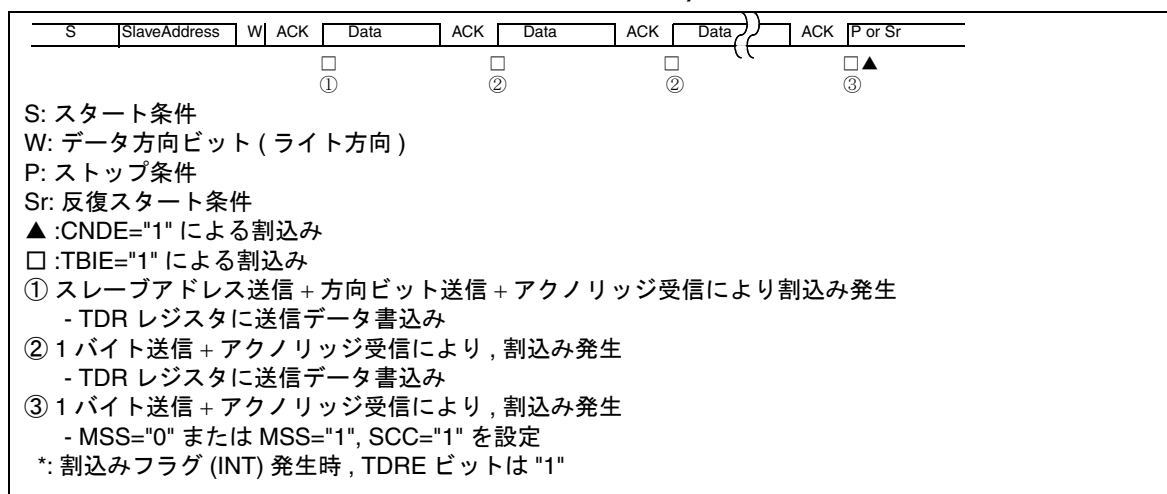 S SlaveAddress W ACK Data ACK Data ACK Data ACK P or Sr
□ □ □ □▲
① ② ② ③
S: スタート条件
W: データ方向ビット ( ライト方向 )
P: ストップ条件
Sr: 反復スタート条件
▲ :CNDE="1" による割込み
□ :TBIE="1" による割込み
① スレーブアドレス送信 + 方向ビット送信 + アクノリッジ受信により割込み発生
- TDR レジスタに送信データ書込み
② 1 バイト送信 + アクノリッジ受信により , 割込み発生
- TDR レジスタに送信データ書込み
③ 1 バイト送信 + アクノリッジ受信により , 割込み発生
- MSS="0" または MSS="1", SCC="1" を設定
*: 割込みフラグ (INT) 発生時 , TDRE ビットは "1"